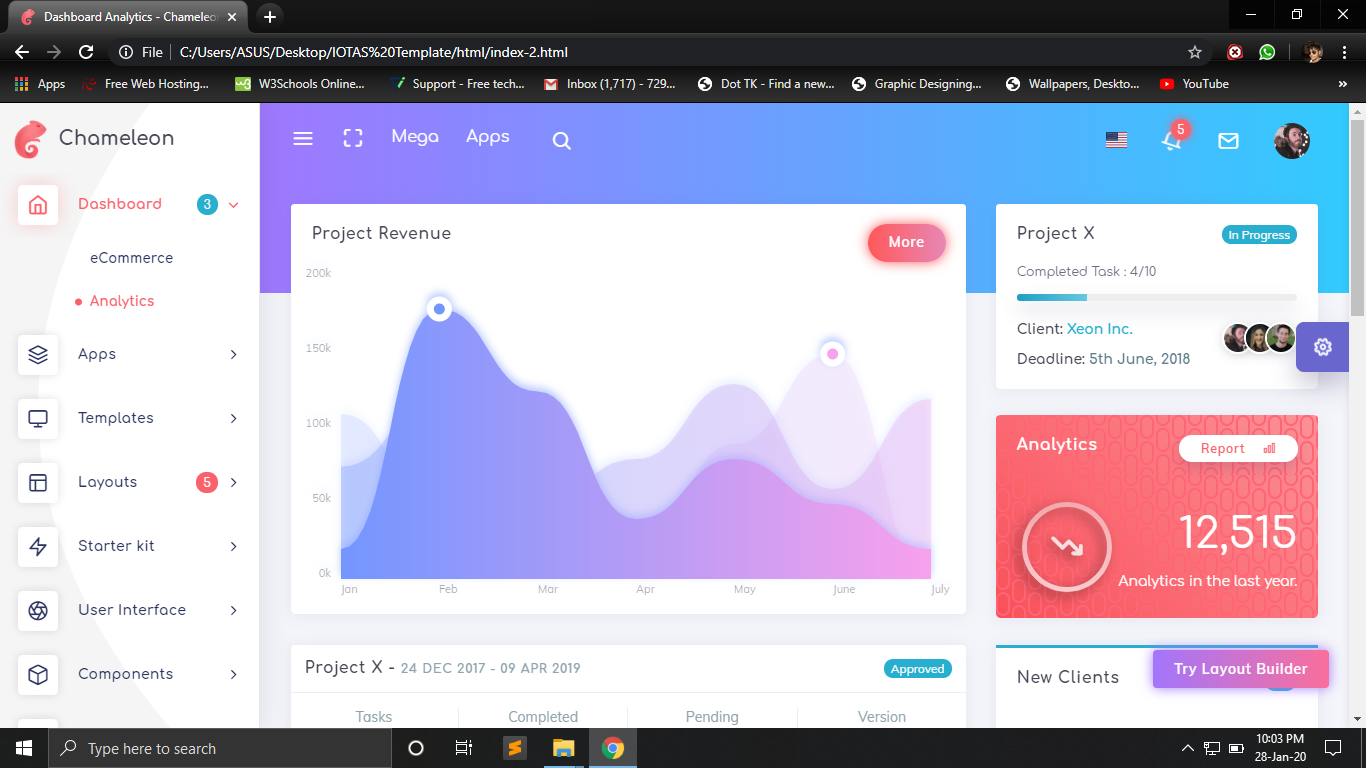 Dashboard Analytics - Chameleon
File C:/Users/ASUS/Desktop/IOTAS%20Template/html/index-2.html
Apps Free Web Hosting... W3Schools Online... Support - Free tech... Inbox (1,717) - 729... Dot TK - Find a new... Graphic Designing... Wallpapers, Deskto... YouTube »
Chameleon
Mega Apps
5
Dashboard 3
eCommerce
Analytics
Apps
Templates
Layouts 5
Starter kit
User Interface
Components
Project Revenue
More
200k
150k
100k
50k
0k
Jan Feb Mar Apr May June July
Project X In Progress
Completed Task : 4/10
Client: Xeon Inc.
Deadline: 5th June, 2018
Analytics
Report
12,515
Analytics in the last year.
Project X - 24 DEC 2017 - 09 APR 2019 Approved
Tasks Completed Pending Version
New Clients
Try Layout Builder
Type here to search
10:03 PM
28-Jan-20